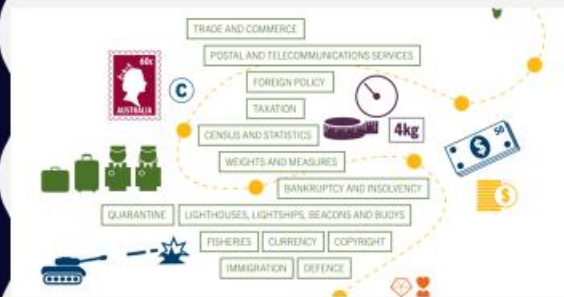 TRADE AND COMMERCE
POSTAL AND TELECOMMUNICATIONS SERVICES
60c
AUSTRALIA
C
FOREIGN POLICY
TAXATION
CENSUS AND STATISTICS
4kg
50
$
WEIGHTS AND MEASURES
BANKRUPTCY AND INSOLVENCY
$
QUARANTINE LIGHTHOUSES, LIGHTSHIPS, BEACONS AND BUOYS
FISHERIES CURRENCY COPYRIGHT
IMMIGRATION DEFENCE